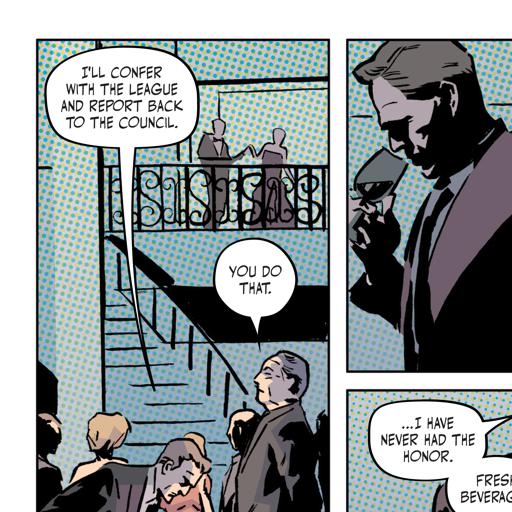 I'LL CONFER
WITH THE LEAGUE
AND REPORT BACK
TO THE COUNCIL.
YOU DO
THAT.
...I HAVE
NEVER HAD THE
HONOR.